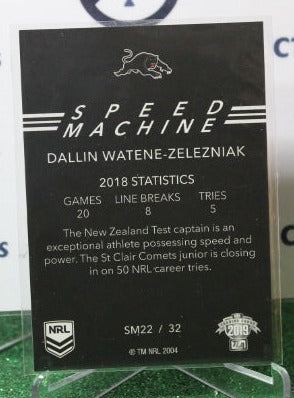 SPEED
MACHINE
DALLIN WATENE-ZELEZNIAK
2018 STATISTICS
GAMES LINE BREAKS TRIES
20 8 5
The New Zealand Test captain is an
exceptional athlete possessing speed and
power. The St Clair Comets junior is closing
in on 50 NRL career tries.
NRL
SM22 / 32
2019
® TM NRL 2004